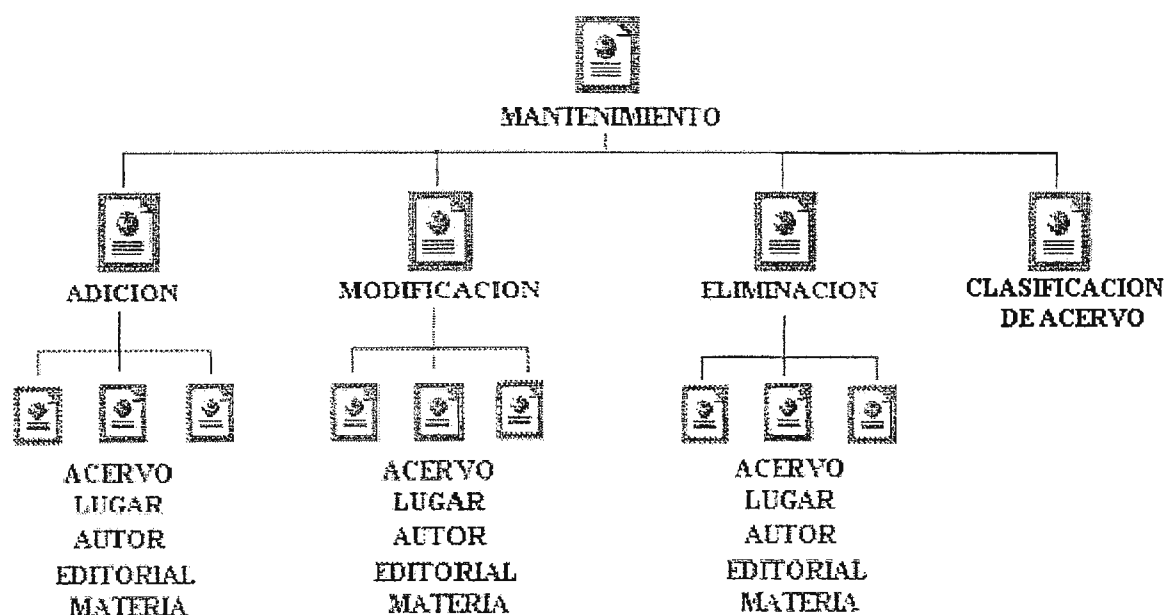 MANTENIMIENTO
ADICION
MODIFICACION
ELIMINACION
CLASIFICACION
DE ACERVO
ACERVO
LUGAR
AUTOR
EDITORIAL
MATERIA
ACERVO
LUGAR
AUTOR
EDITORIAL
MATERIA
ACERVO
LUGAR
AUTOR
EDITORIAL
MATERIA